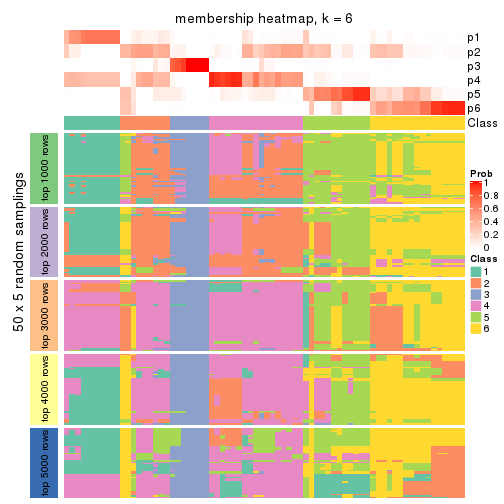 membership heatmap, k = 6
p1
p2
p3
p4
p5
p6
Class
50 x 5 random samplings
top 1000 rows
top 2000 rows
top 3000 rows
top 4000 rows
top 5000 rows
Prob
1
0.8
0.6
0.4
0.2
0
Class
1
2
3
4
5
6